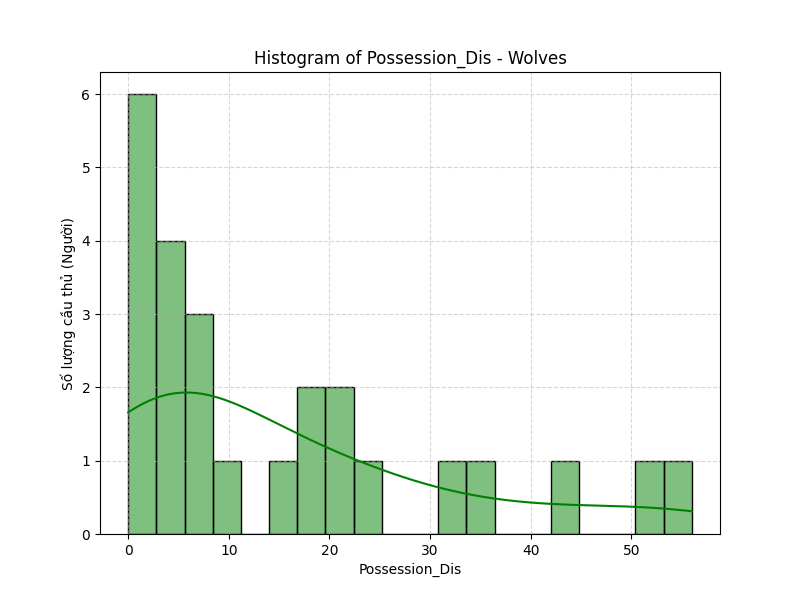 Histogram of Possession_Dis - Wolves
Số lượng cầu thủ (Người)
6
5
4
3
2
1
0
0 10 20 30 40 50
Possession_Dis